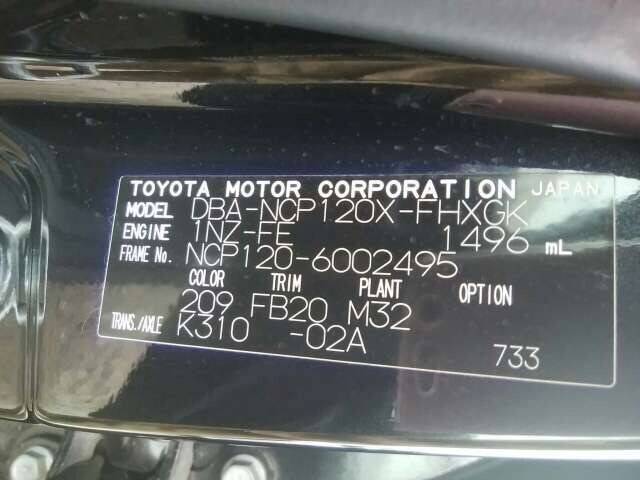 TOYOTA MOTOR CORPORATION JAPAN
MODEL DBA-NCP120X-FHXGK
ENGINE 1NZ-FE 1496 mL
FRAME No. NCP120-6002495
COLOR TRIM PLANT OPTION
209 FB20 M32
TRANS./AXLE K310 -02A
733